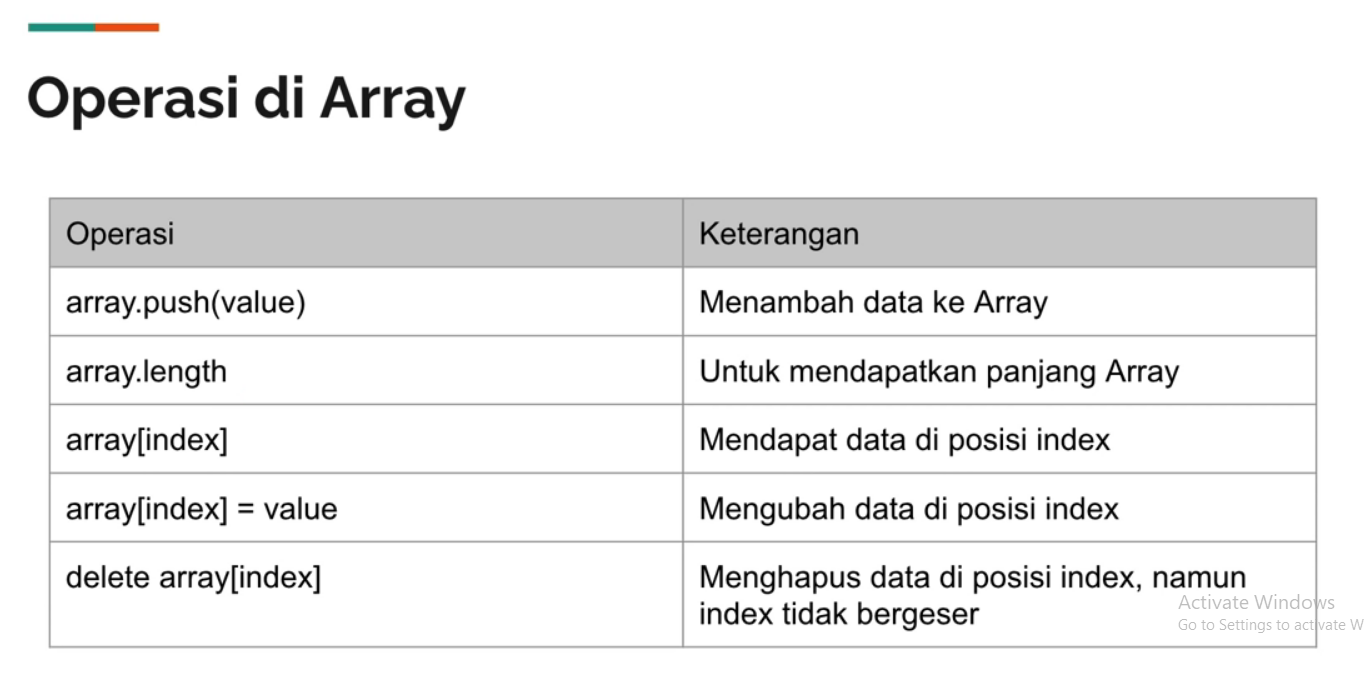 Operasi di Array
Operasi
Keterangan
array.push(value)
Menambah data ke Array
array.length
Untuk mendapatkan panjang Array
array[index]
Mendapat data di posisi index
array[index] = value
Mengubah data di posisi index
delete array[index]
Menghapus data di posisi index, namun
index tidak bergeser
Activate Windows
Go to Settings to activate W